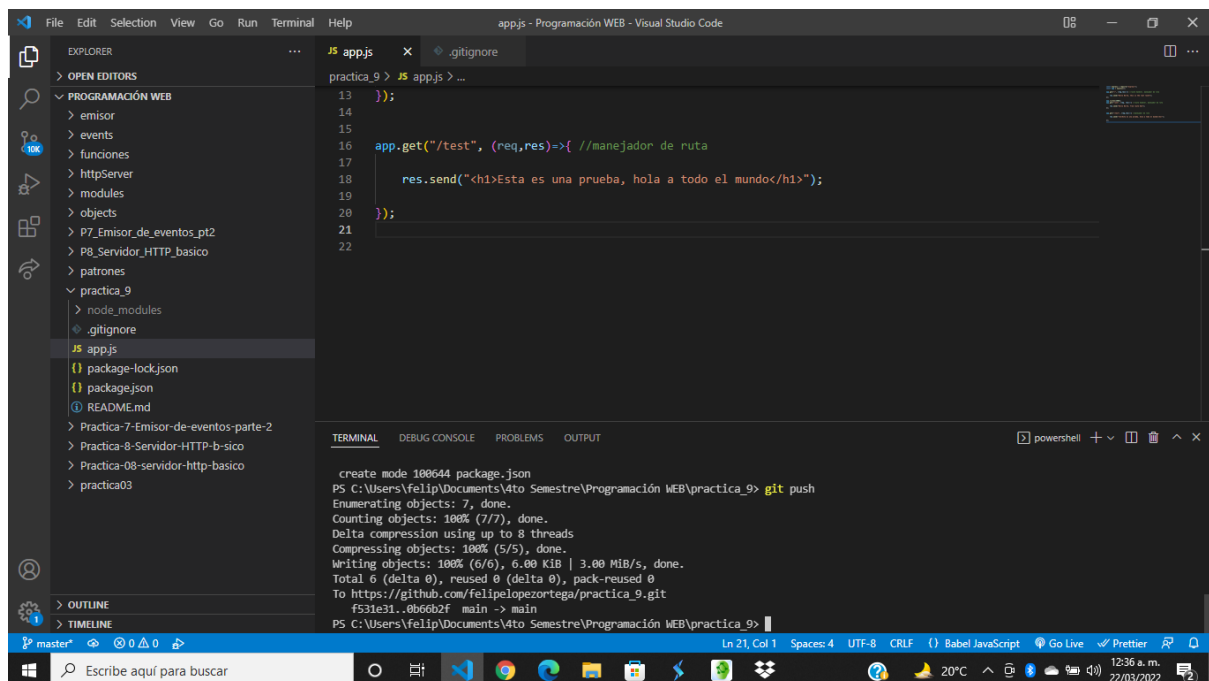 File Edit Selection View Go Run Terminal Help
app.js - Programación WEB - Visual Studio Code
EXPLORER
OPEN EDITORS
PROGRAMACIÓN WEB
emisor
events
funciones
httpServer
modules
objects
P7_Emisor_de_eventos_pt2
P8_Servidor_HTTP_basico
patrones
practica_9
node_modules
.gitignore
JS app.js
{} package-lock.json
{} package.json
README.md
Practica-7-Emisor-de-eventos-parte-2
Practica-8-Servidor-HTTP-b-sico
Practica-08-servidor-http-basico
practica03
OUTLINE
TIMELINE
10K
1
JS app.js
.gitignore
practica_9 > JS app.js > ...
13 });
14
15
16 app.get("/test", (req,res)=>{ //manejador de ruta
17
18 res.send("<h1>Esta es una prueba, hola a todo el mundo</h1>");
19
20 });
21
22
TERMINAL DEBUG CONSOLE PROBLEMS OUTPUT
powershell
create mode 100644 package.json
PS C:\Users\felip\Documents\4to Semestre\Programación WEB\practica_9> git push
Enumerating objects: 7, done.
Counting objects: 100% (7/7), done.
Delta compression using up to 8 threads
Compressing objects: 100% (5/5), done.
Writing objects: 100% (6/6), 6.00 KiB | 3.00 MiB/s, done.
Total 6 (delta 0), reused 0 (delta 0), pack-reused 0
To https://github.com/felipelopezortega/practica_9.git
f531e31..0b66b2f main -> main
PS C:\Users\felip\Documents\4to Semestre\Programación WEB\practica_9>
master* 0 0 0 Ln 21, Col 1 Spaces: 4 UTF-8 CRLF {} Babel JavaScript Go Live Prettier
Escribe aquí para buscar
20°C
12:36 a. m.
22/03/2022
2